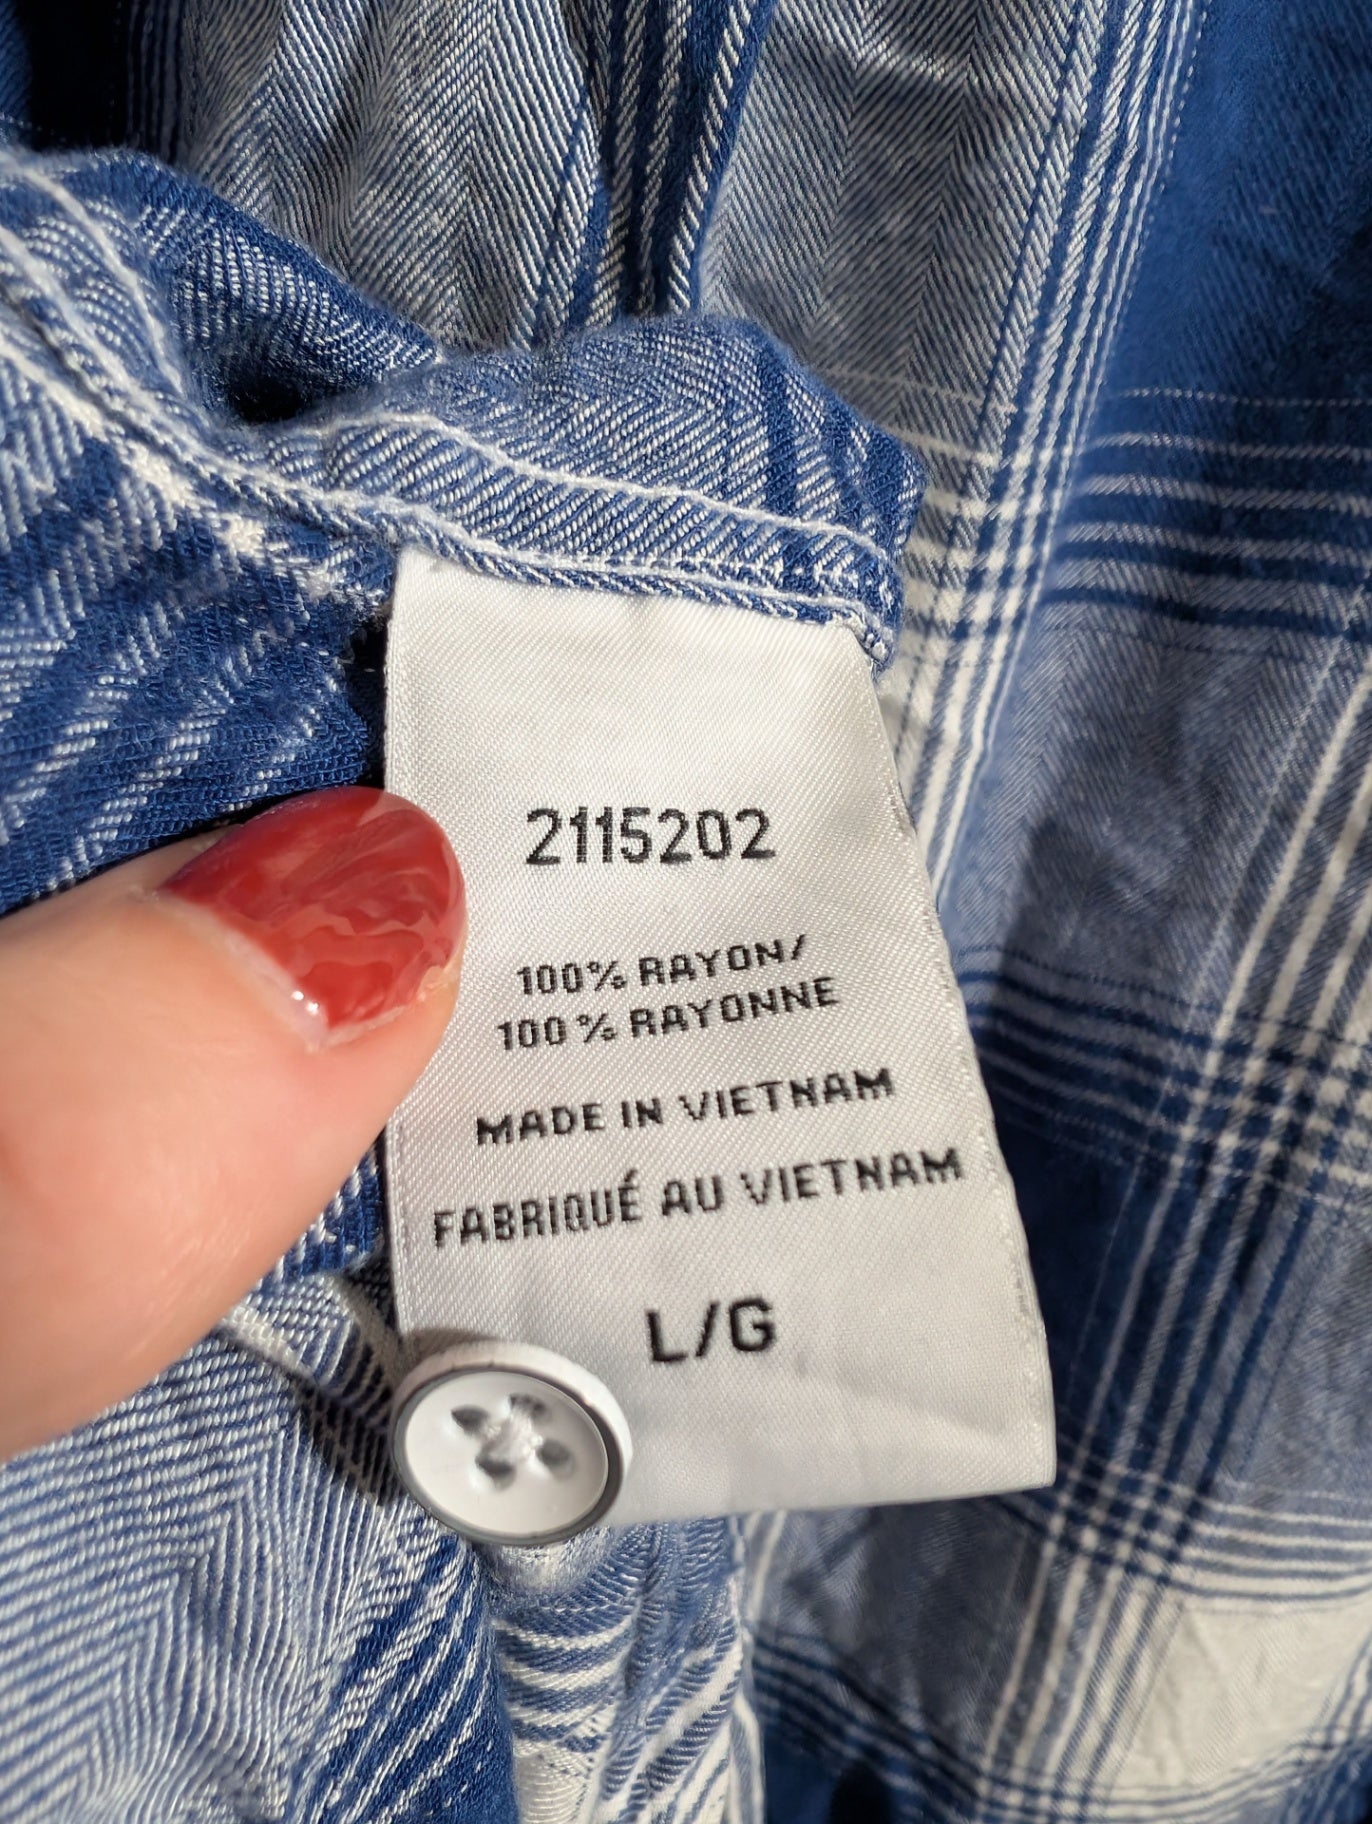 2115202
100% RAYON/
100 % RAYONNE
MADE IN VIETNAM
FABRIQUÉ AU VIETNAM
L/G